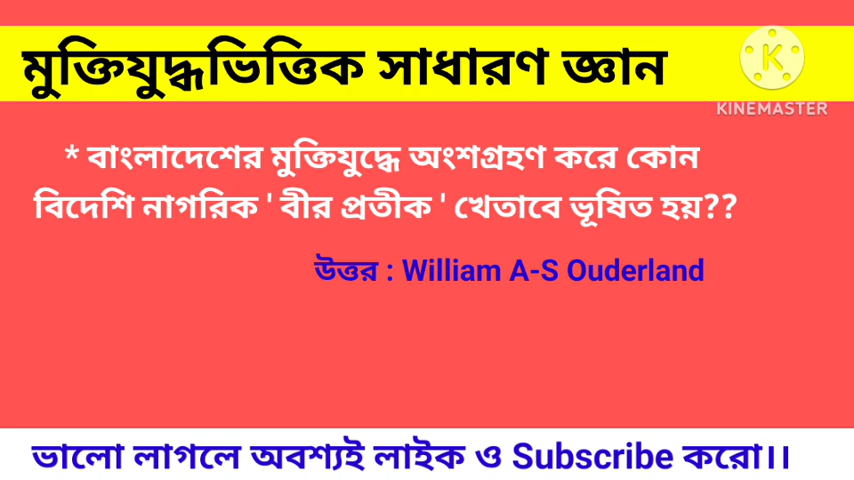 মুক্তিযুদ্ধভিত্তিক সাধারণ জ্ঞান
KINEMASTER
* বাংলাদেশের মুক্তিযুদ্ধে অংশগ্রহণ করে কোন
বিদেশি নাগরিক ' বীর প্রতীক ' খেতাবে ভূষিত হয়??
উত্তর : William A-S Ouderland
ভালো লাগলে অবশ্যই লাইক ও Subscribe করো।।